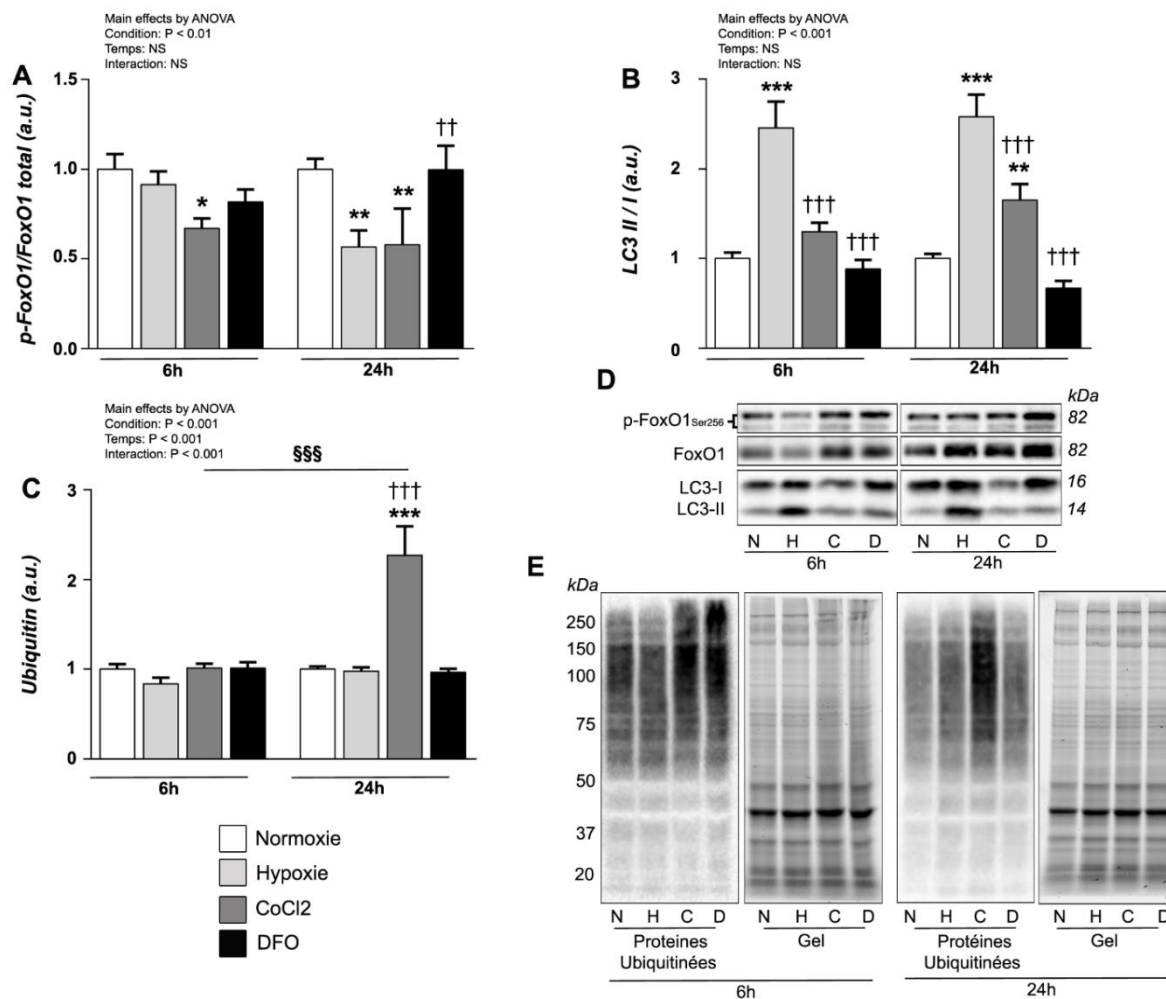 Main effects by ANOVA
Condition: P < 0.01
Temps: NS
Interaction: NS
A
p-FoxO1/FoxO1 total (a.u.)
1.5
1.0
0.5
0.0
*
**
**
††
6h
24h
Main effects by ANOVA
Condition: P < 0.001
Temps: NS
Interaction: NS
B
LC3 II / I (a.u.)
3
2
1
0
***
†††
†††
***
†††
**
†††
6h
24h
Main effects by ANOVA
Condition: P < 0.001
Temps: P < 0.001
Interaction: P < 0.001
C
Ubiquitin (a.u.)
3
2
1
0
§§§
†††
***
6h
24h
Normoxie
Hypoxie
CoCl2
DFO
D
kDa
p-FoxO1Ser256
82
FoxO1
82
LC3-I
16
LC3-II
14
N H C D
N H C D
6h
24h
E
kDa
250
150
100
75
50
37
20
N H C D
N H C D
N H C D
N H C D
Proteines
Ubiquitinées
Gel
Protéines
Ubiquitinées
Gel
6h
24h